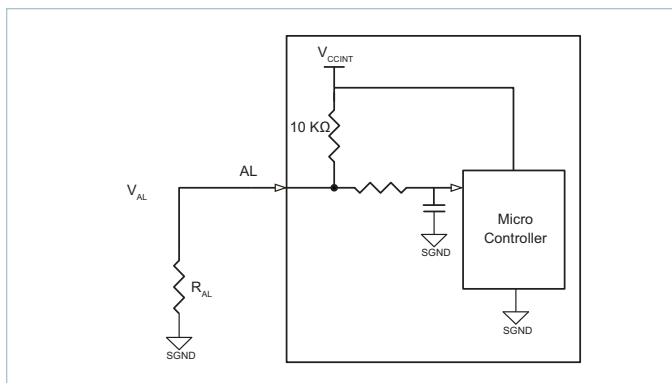 V_CCINT
10 KΩ
AL
V_AL
Micro
Controller
SGND
R_AL
SGND
SGND